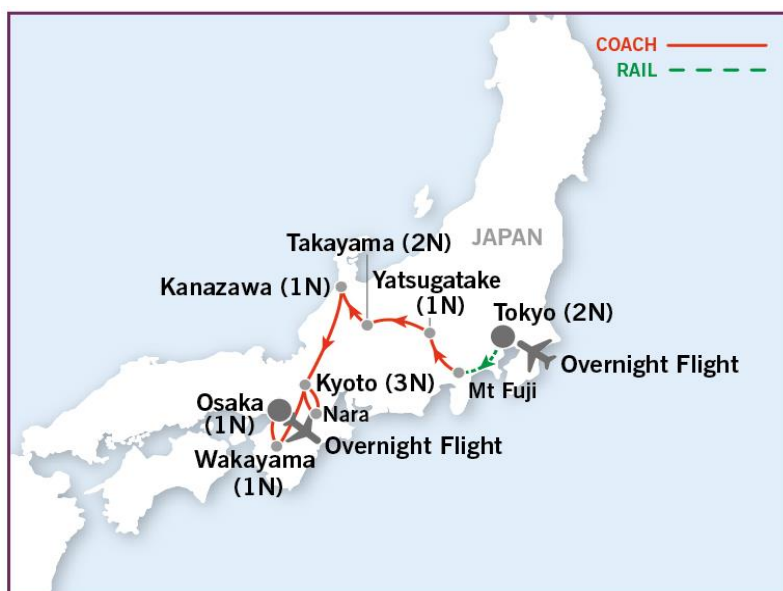 COACH
RAIL
JAPAN
Takayama (2N)
Kanazawa (1N)
Yatsugatake
(1N)
Tokyo (2N)
Overnight Flight
Mt Fuji
Kyoto (3N)
Osaka
(1N)
Nara
Overnight Flight
Wakayama
(1N)